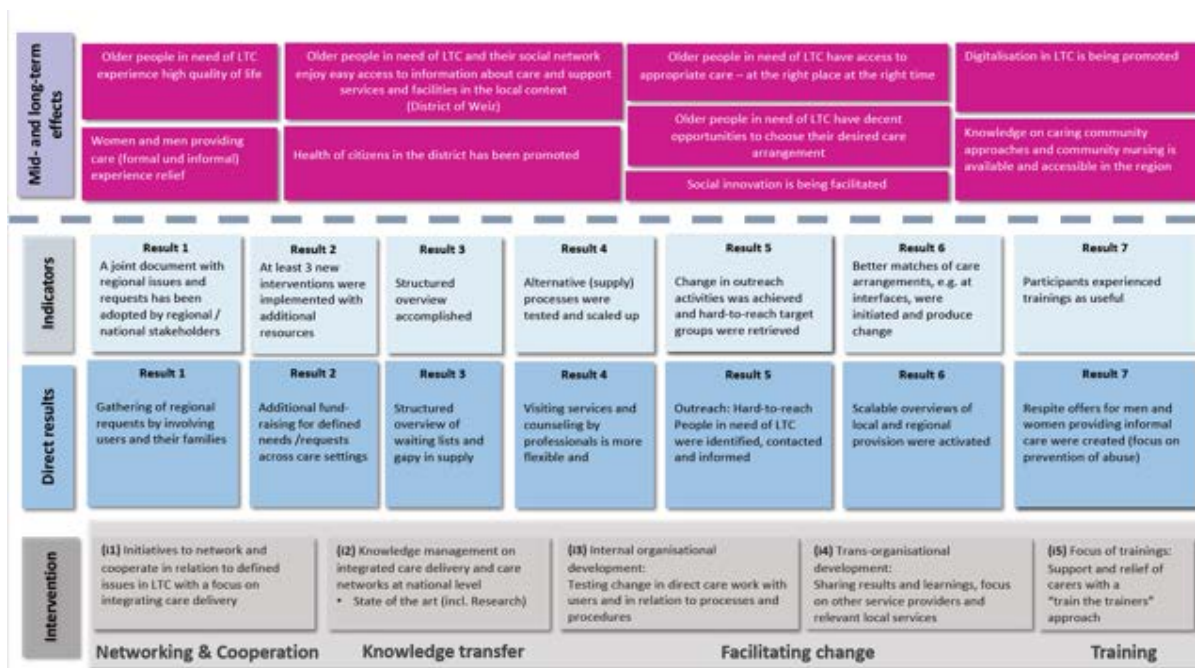 Mid- and long-term
effects
Older people in need of LTC
experience high quality of life
Older people in need of LTC and their social network
enjoy easy access to information about care and support
services and facilities in the local context
(District of Weiz)
Older people in need of LTC have access to
appropriate care – at the right place at the right time
Digitalisation in LTC is being promoted
Women and men providing
care (formal und informal)
experience relief
Health of citizens in the district has been promoted
Older people in need of LTC have decent
opportunities to choose their desired care
arrangement
Social innovation is being facilitated
Knowledge on caring community
approaches and community nursing is
available and accessible in the region
Indicators
Result 1
A joint document with
regional issues and
requests has been
adopted by regional /
national stakeholders
Result 2
At least 3 new
interventions were
implemented with
additional
resources
Result 3
Structured
overview
accomplished
Result 4
Alternative (supply)
processes were
tested and scaled up
Result 5
Change in outreach
activities was achieved
and hard-to-reach target
groups were retrieved
Result 6
Better matches of care
arrangements, e.g. at
interfaces, were
initiated and produce
change
Result 7
Participants experienced
trainings as useful
Direct results
Result 1
Gathering of regional
requests by involving
users and their families
Result 2
Additional fund-
raising for defined
needs /requests
across care settings
Result 3
Structured
overview of
waiting lists and
gapy in supply
Result 4
Visiting services and
counseling by
professionals is more
flexible and
Result 5
Outreach: Hard-to-reach
People in need of LTC
were identified, contacted
and informed
Result 6
Scalable overviews of
local and regional
provision were activated
Result 7
Respite offers for men and
women providing informal
care were created (focus on
prevention of abuse)
Intervention
(i1) Initiatives to network and
cooperate in relation to defined
issues in LTC with a focus on
integrating care delivery
(i2) Knowledge management on
integrated care delivery and care
networks at national level
• State of the art (incl. Research)
(i3) Internal organisational
development:
Testing change in direct care work with
users and in relation to processes and
procedures
(i4) Trans-organisational
development:
Sharing results and learnings, focus
on other service providers and
relevant local services
(i5) Focus of trainings:
Support and relief of
carers with a
"train the trainers"
approach
Networking & Cooperation
Knowledge transfer
Facilitating change
Training